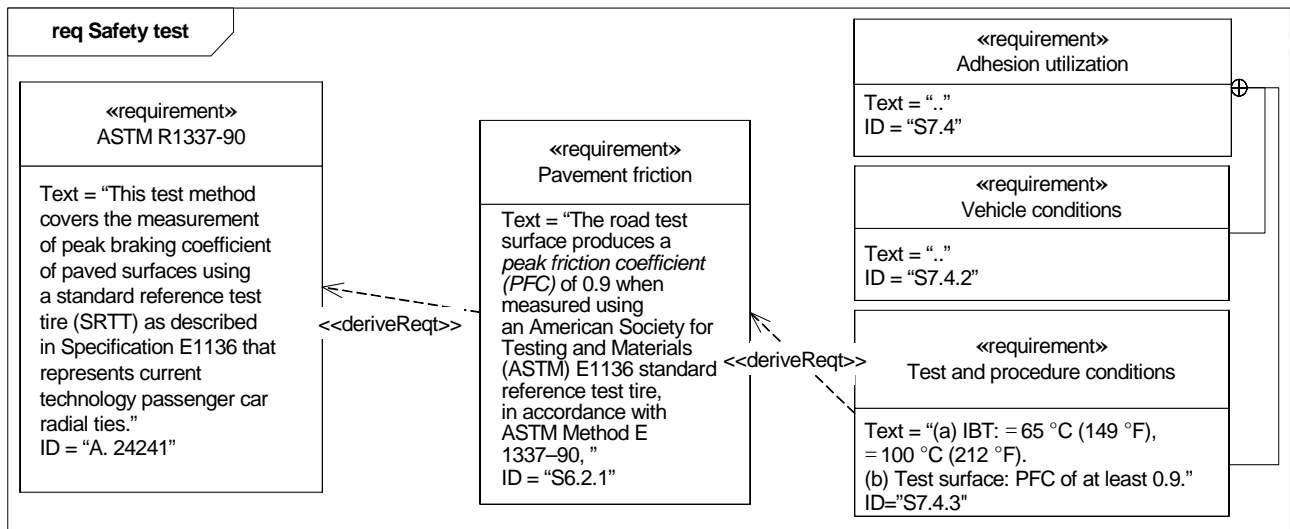 req Safety test
«requirement»
ASTM R1337-90
Text = “This test method
covers the measurement
of peak braking coefficient
of paved surfaces using
a standard reference test
tire (SRTT) as described
in Specification E1136 that
represents current
technology passenger car
radial ties.”
ID = “A. 24241”
<<deriveReqt>>
«requirement»
Pavement friction
Text = “The road test
surface produces a
peak friction coefficient
(PFC) of 0.9 when
measured using
an American Society for
Testing and Materials
(ASTM) E1136 standard
reference test tire,
in accordance with
ASTM Method E
1337–90, ”
ID = “S6.2.1”
<<deriveReqt>>
«requirement»
Adhesion utilization
Text = “..”
ID = “S7.4”
«requirement»
Vehicle conditions
Text = “..”
ID = “S7.4.2”
«requirement»
Test and procedure conditions
Text = “(a) IBT: = 65 °C (149 °F),
= 100 °C (212 °F).
(b) Test surface: PFC of at least 0.9.”
ID=”S7.4.3"